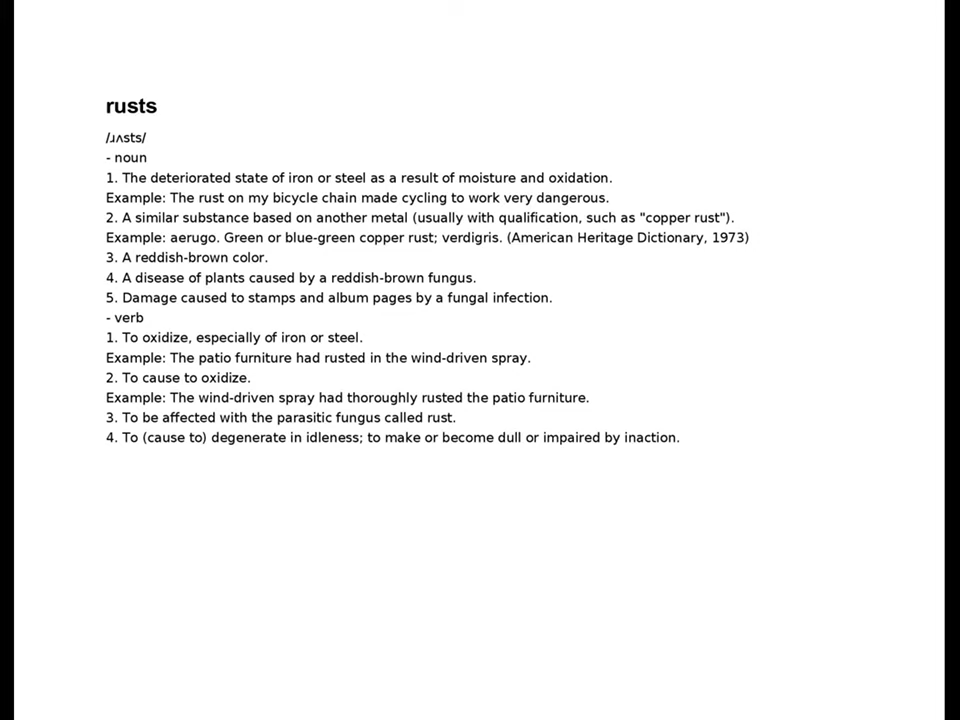 rusts
/ɹʌsts/
- noun
1. The deteriorated state of iron or steel as a result of moisture and oxidation.
Example: The rust on my bicycle chain made cycling to work very dangerous.
2. A similar substance based on another metal (usually with qualification, such as "copper rust").
Example: aerugo. Green or blue-green copper rust; verdigris. (American Heritage Dictionary, 1973)
3. A reddish-brown color.
4. A disease of plants caused by a reddish-brown fungus.
5. Damage caused to stamps and album pages by a fungal infection.
- verb
1. To oxidize, especially of iron or steel.
Example: The patio furniture had rusted in the wind-driven spray.
2. To cause to oxidize.
Example: The wind-driven spray had thoroughly rusted the patio furniture.
3. To be affected with the parasitic fungus called rust.
4. To (cause to) degenerate in idleness; to make or become dull or impaired by inaction.